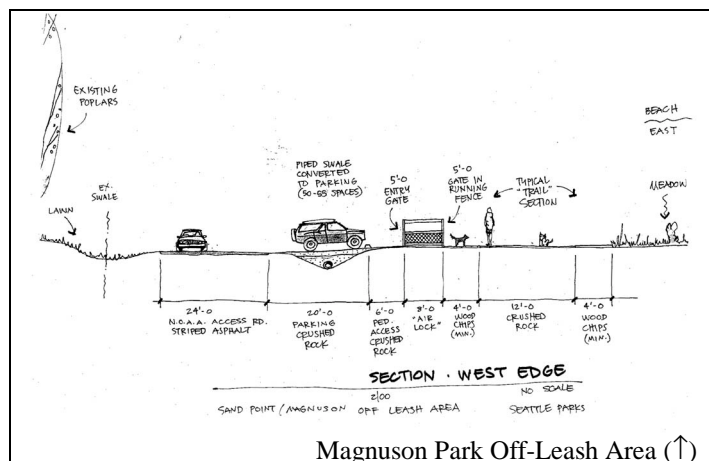 EXISTING
POPLARS
LAWN
EX.
SWALE
PIPED SWALE
CONVERTED
TO PARKING
(50-55 SPACES)
5'-0
ENTRY
GATE
5'-0
GATE IN
RUNNING
FENCE
TYPICAL
"TRAIL"
SECTION
BEACH
EAST
MEADOW
24'-0
N.O.A.A. ACCESS RD.
STRIPED ASPHALT
20'-0
PARKING
CRUSHED
ROCK
6'-0
PED.
ACCESS
CRUSHED
ROCK
8'-0
"AIR
LOCK"
4'-0
WOOD
CHIPS
(MIN.)
12'-0
CRUSHED
ROCK
4'-0
WOOD
CHIPS
(MIN.)
SECTION · WEST EDGE
2/00
NO SCALE
SAND POINT / MAGNUSON OFF LEASH AREA
SEATTLE PARKS
Magnuson Park Off-Leash Area (↑)